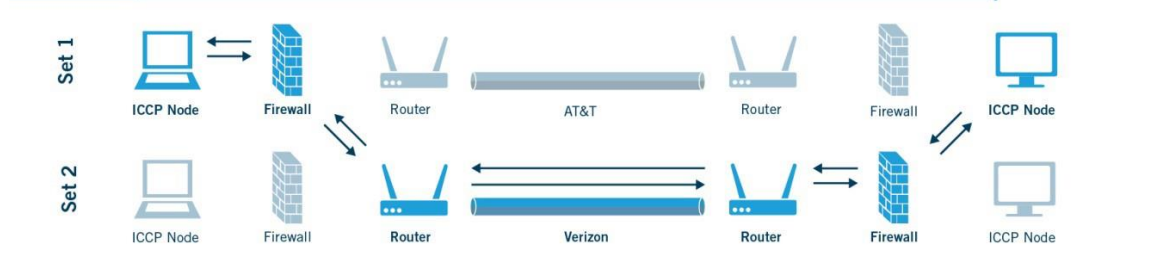 Set 1
ICCP Node Firewall Router AT&T Router Firewall ICCP Node
Set 2
ICCP Node Firewall Router Verizon Router Firewall ICCP Node